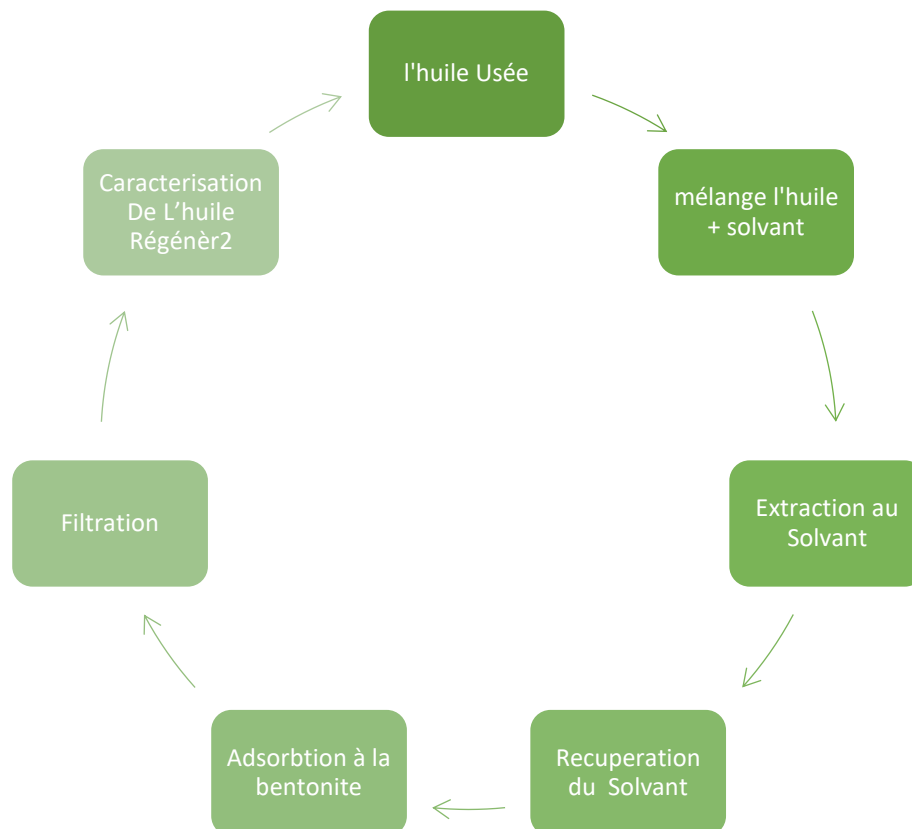 l'huile Usée
mélange l'huile
+ solvant
Extraction au
Solvant
Recuperation
du Solvant
Adsorbtion à la
bentonite
Filtration
Caracterisation
De L’huile
Régénèr2